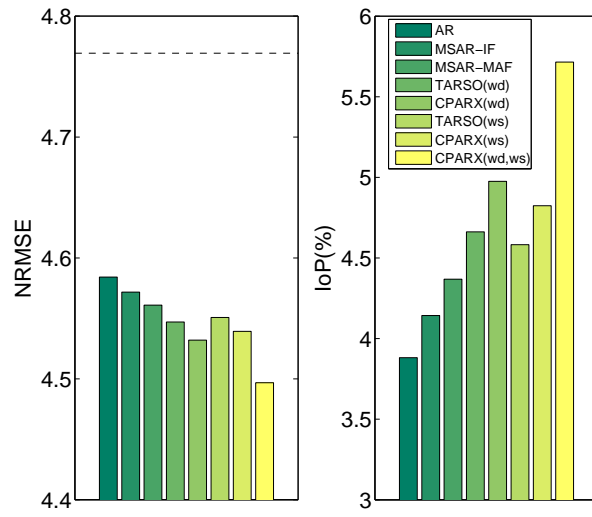 4.8
4.7
4.6
4.5
4.4
NRMSE
6
5.5
5
4.5
4
3.5
3
IoP(%)
AR
MSAR−IF
MSAR−MAF
TARSO(wd)
CPARX(wd)
TARSO(ws)
CPARX(ws)
CPARX(wd,ws)